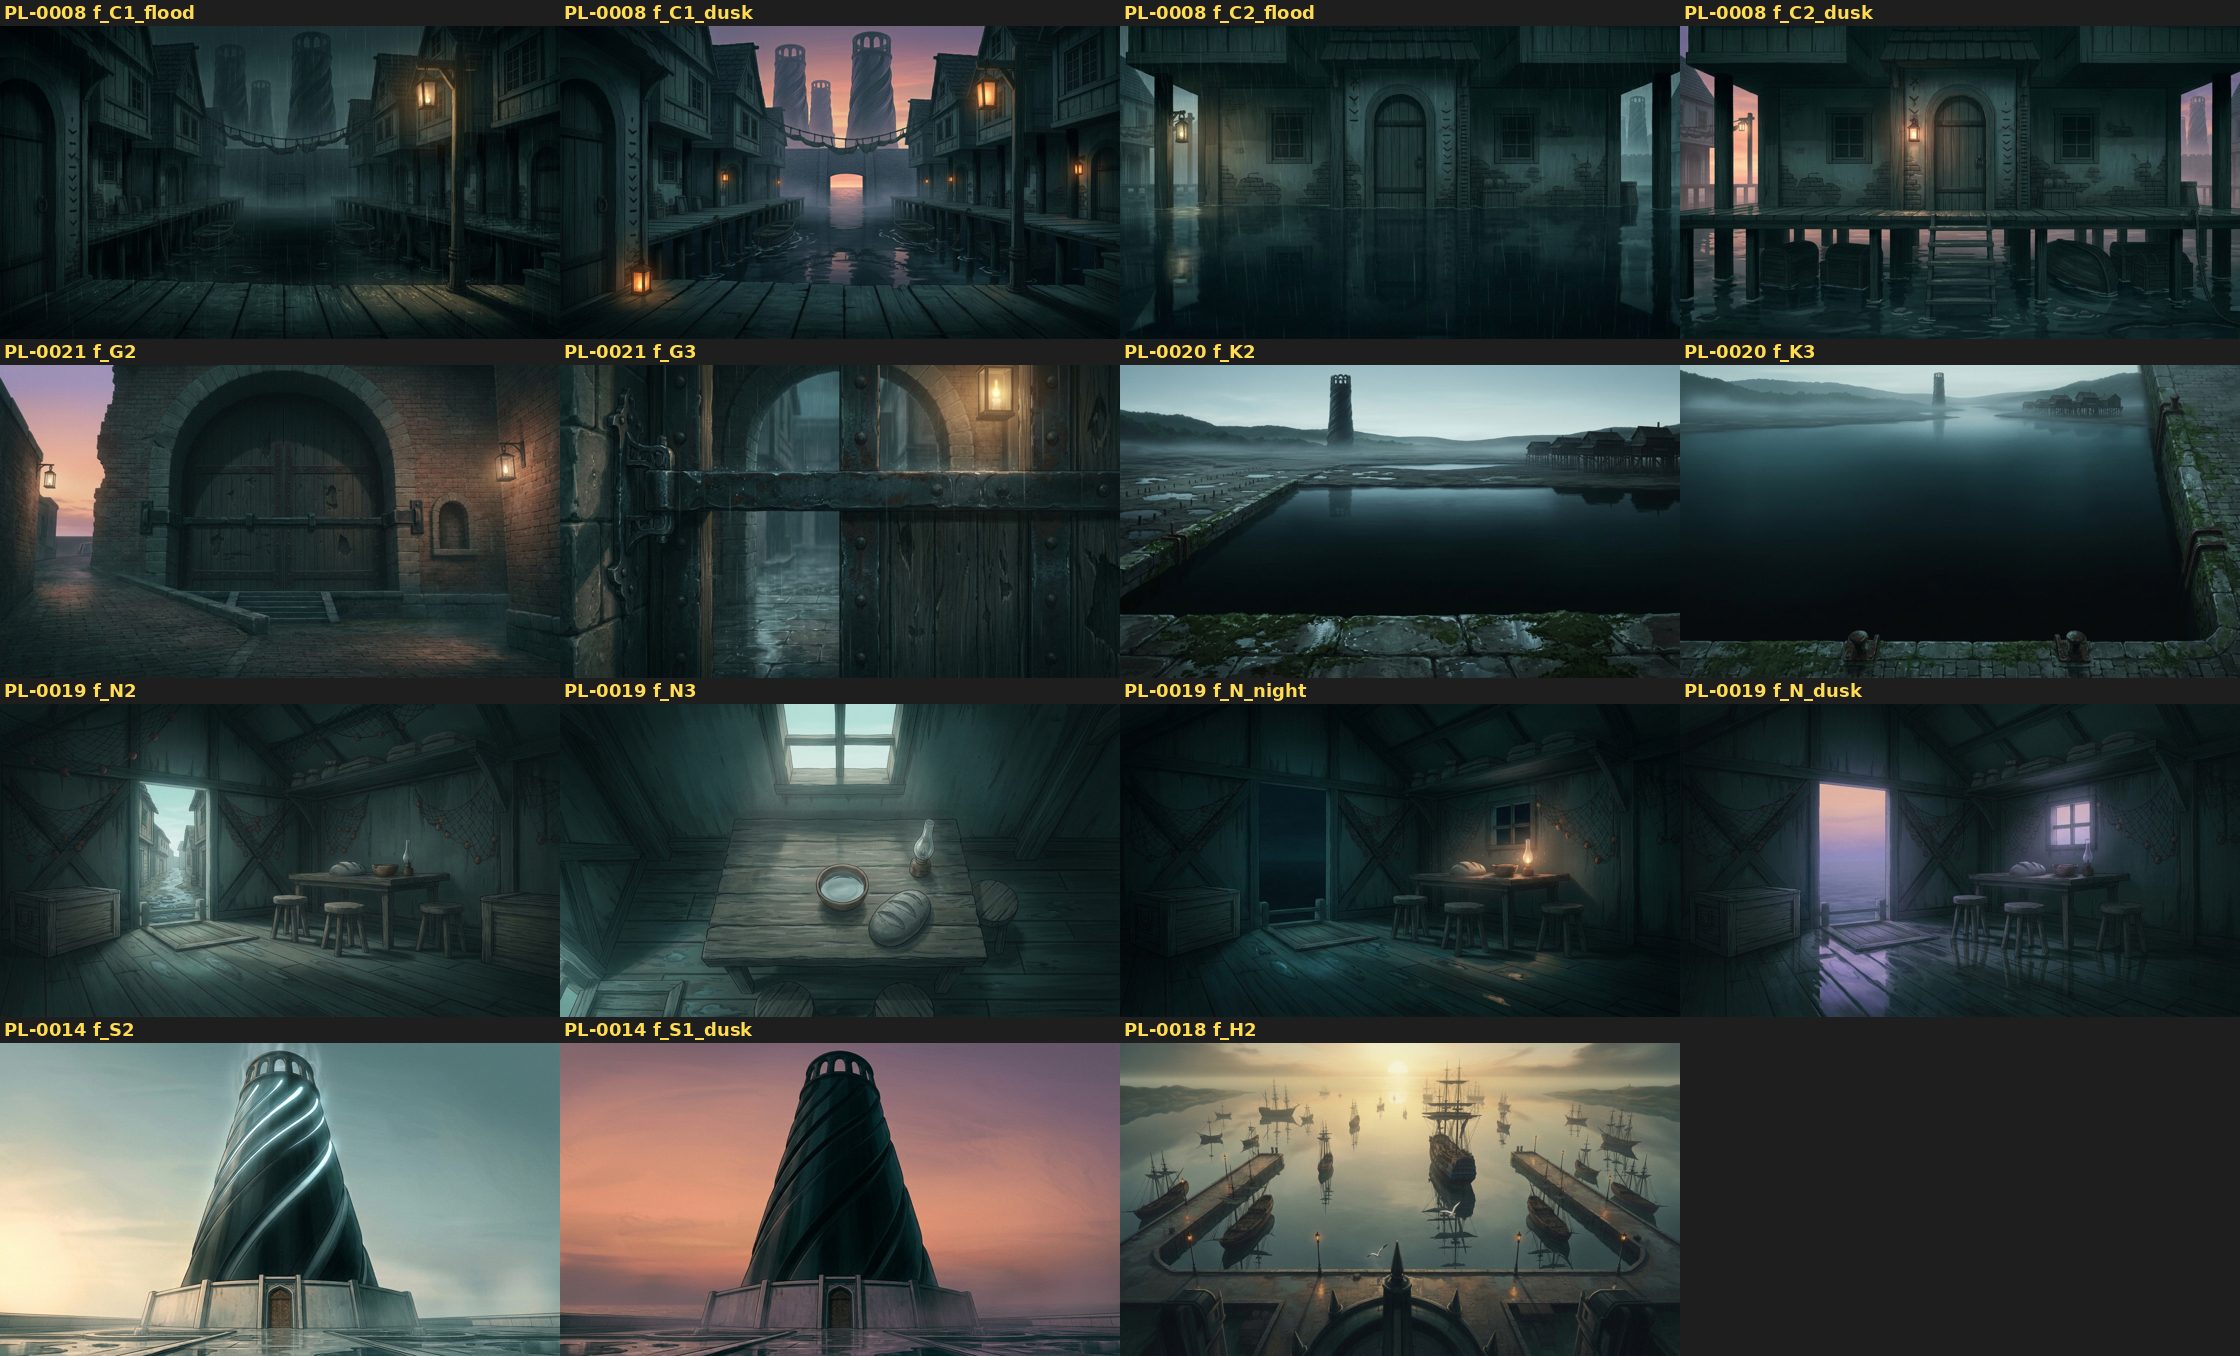 PL-0008 f_C1_flood
PL-0008 f_C1_dusk
PL-0008 f_C2_flood
PL-0008 f_C2_dusk
PL-0021 f_G2
PL-0021 f_G3
PL-0020 f_K2
PL-0020 f_K3
PL-0019 f_N2
PL-0019 f_N3
PL-0019 f_N_night
PL-0019 f_N_dusk
PL-0014 f_S2
PL-0014 f_S1_dusk
PL-0018 f_H2